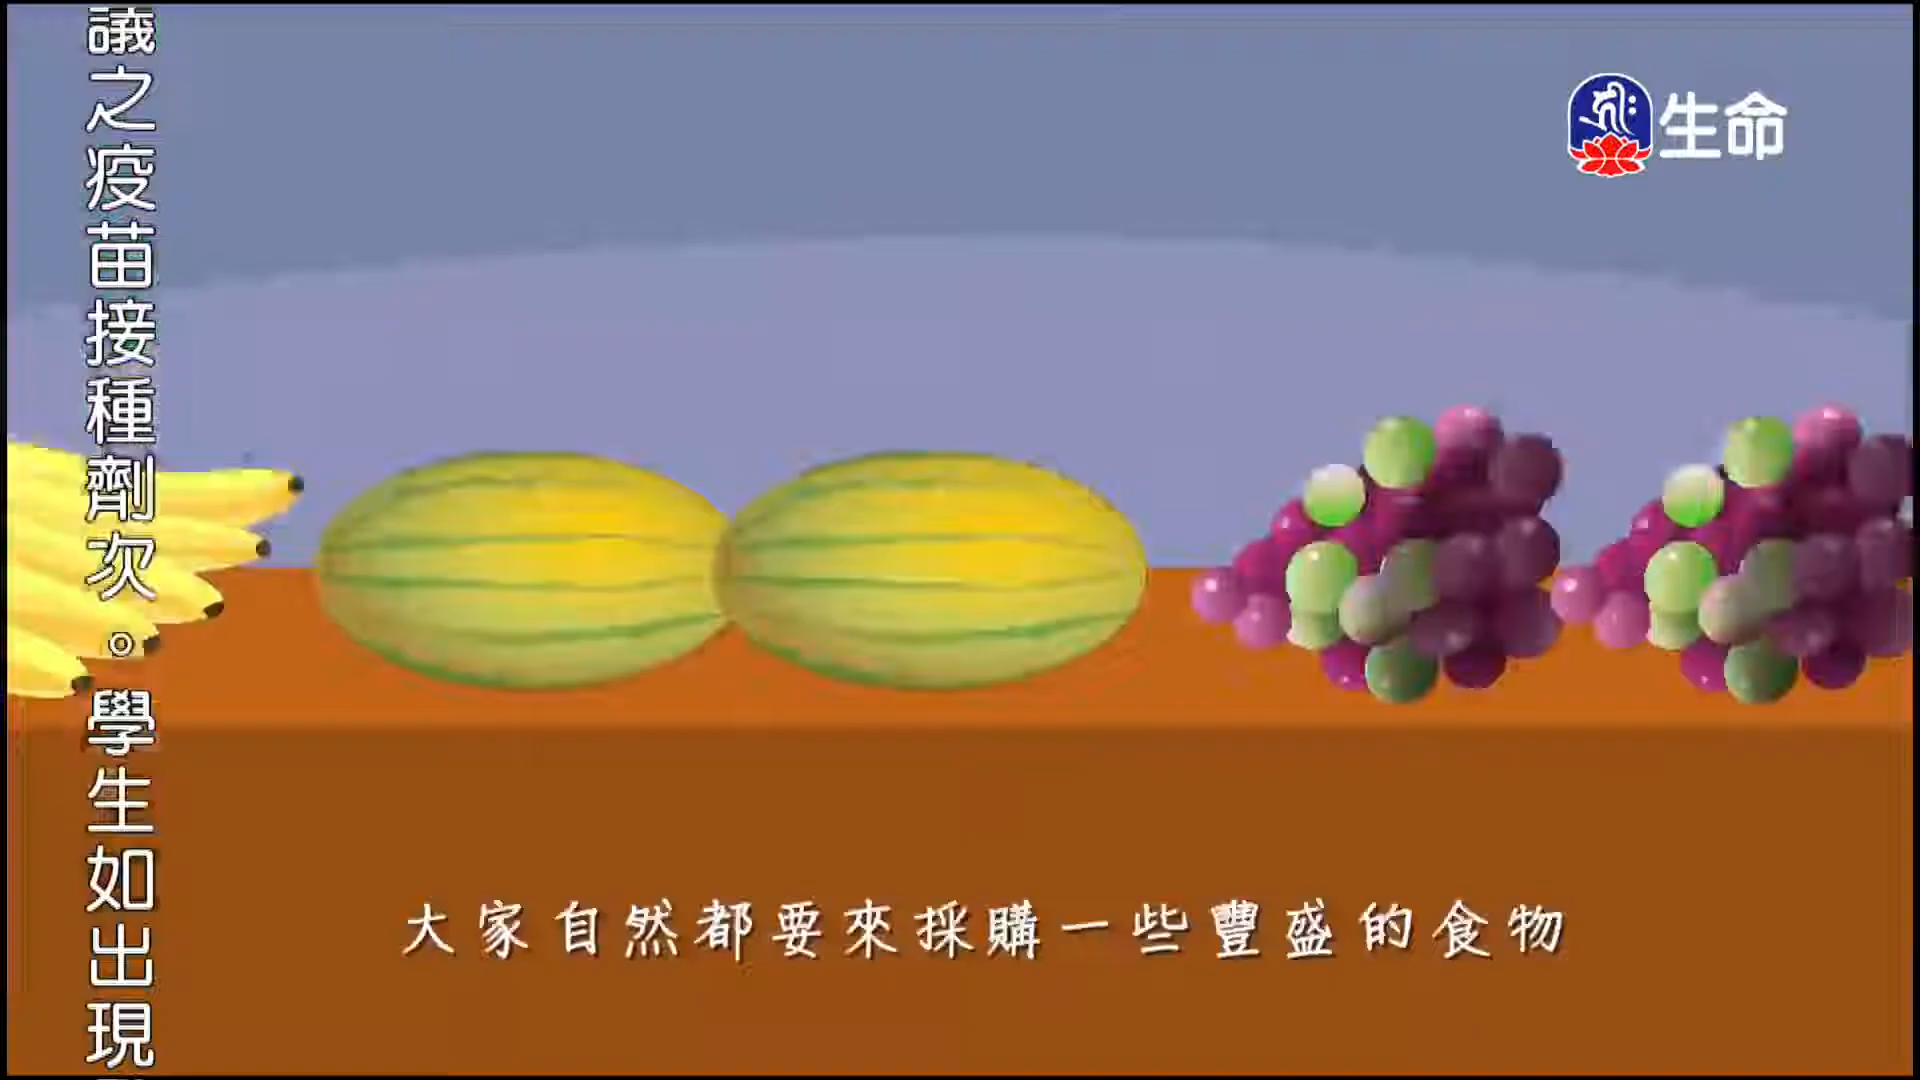 議之疫苗接種劑次。學生如出現
生命
大家自然都要來採購一些豐盛的食物